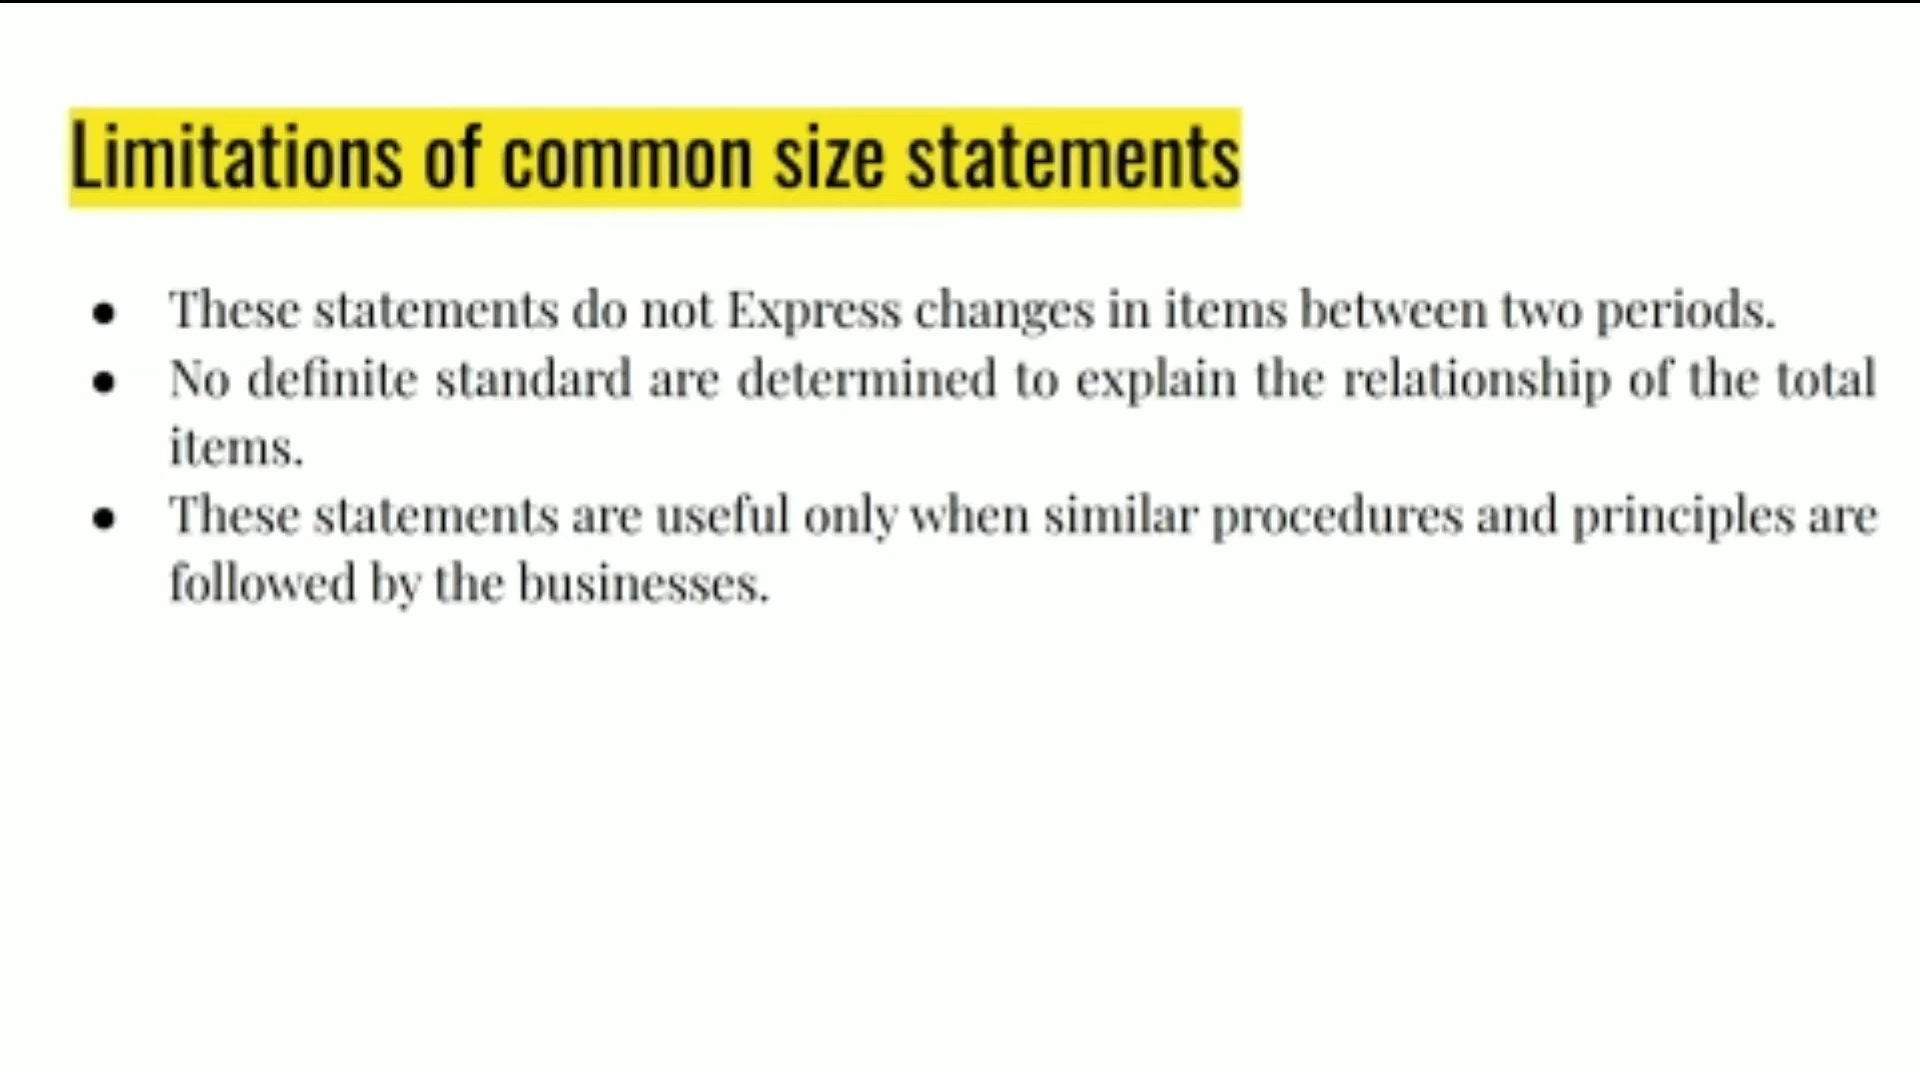 Limitations of common size statements
● These statements do not Express changes in items between two periods.
● No definite standard are determined to explain the relationship of the total
items.
● These statements are useful only when similar procedures and principles are
followed by the businesses.